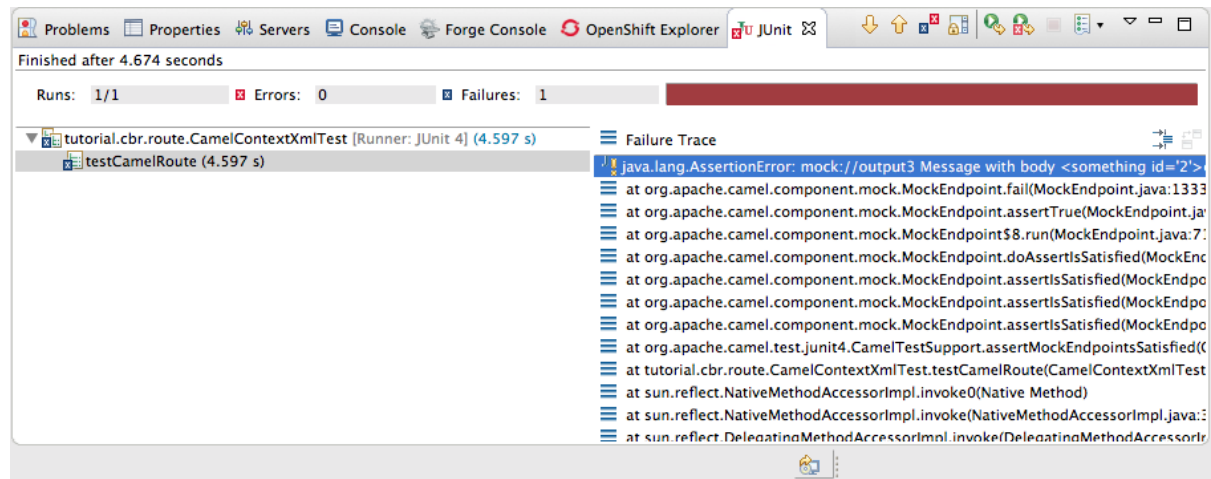 Problems Properties Servers Console Forge Console OpenShift Explorer JUnit
Finished after 4.674 seconds
Runs: 1/1 Errors: 0 Failures: 1
tutorial.cbr.route.CamelContextXmlTest [Runner: JUnit 4] (4.597 s)
testCamelRoute (4.597 s)
Failure Trace
java.lang.AssertionError: mock://output3 Message with body <something id='2'>
at org.apache.camel.component.mock.MockEndpoint.fail(MockEndpoint.java:1333
at org.apache.camel.component.mock.MockEndpoint.assertTrue(MockEndpoint.ja
at org.apache.camel.component.mock.MockEndpoint$8.run(MockEndpoint.java:7
at org.apache.camel.component.mock.MockEndpoint.doAssertIsSatisfied(MockEnd
at org.apache.camel.component.mock.MockEndpoint.assertIsSatisfied(MockEndpo
at org.apache.camel.component.mock.MockEndpoint.assertIsSatisfied(MockEndpo
at org.apache.camel.component.mock.MockEndpoint.assertIsSatisfied(MockEndpo
at org.apache.camel.test.junit4.CamelTestSupport.assertMockEndpointsSatisfied(
at tutorial.cbr.route.CamelContextXmlTest.testCamelRoute(CamelContextXmlTest
at sun.reflect.NativeMethodAccessorImpl.invoke0(Native Method)
at sun.reflect.NativeMethodAccessorImpl.invoke(NativeMethodAccessorImpl.java:
at sun.reflect.DelegatingMethodAccessorImpl.invoke(DelegatingMethodAccessorI